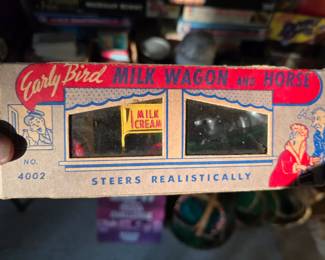 Early Bird MILK WAGON AND HORSE
MILK
CREAM
NO.
4002
STEERS REALISTICALLY